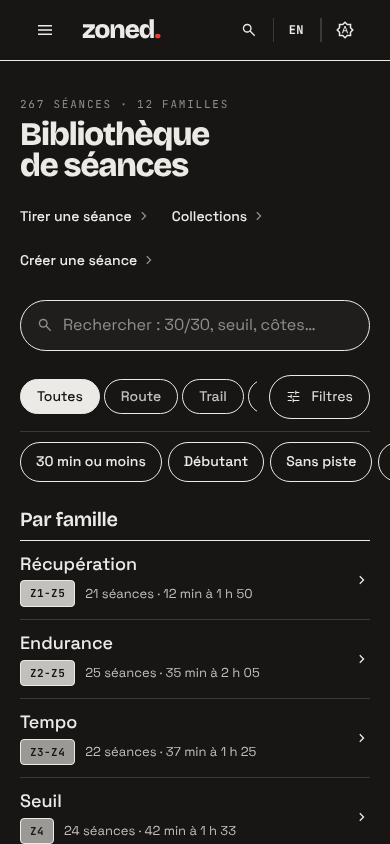 zoned.
EN
A
267 SÉANCES · 12 FAMILLES
Bibliothèque
de séances
Tirer une séance
Collections
Créer une séance
Rechercher : 30/30, seuil, côtes...
Toutes
Route
Trail
Filtres
30 min ou moins
Débutant
Sans piste
Par famille
Récupération
Z1-Z5 21 séances · 12 min à 1 h 50
Endurance
Z2-Z5 25 séances · 35 min à 2 h 05
Tempo
Z3-Z4 22 séances · 37 min à 1 h 25
Seuil
Z4 24 séances · 42 min à 1 h 33